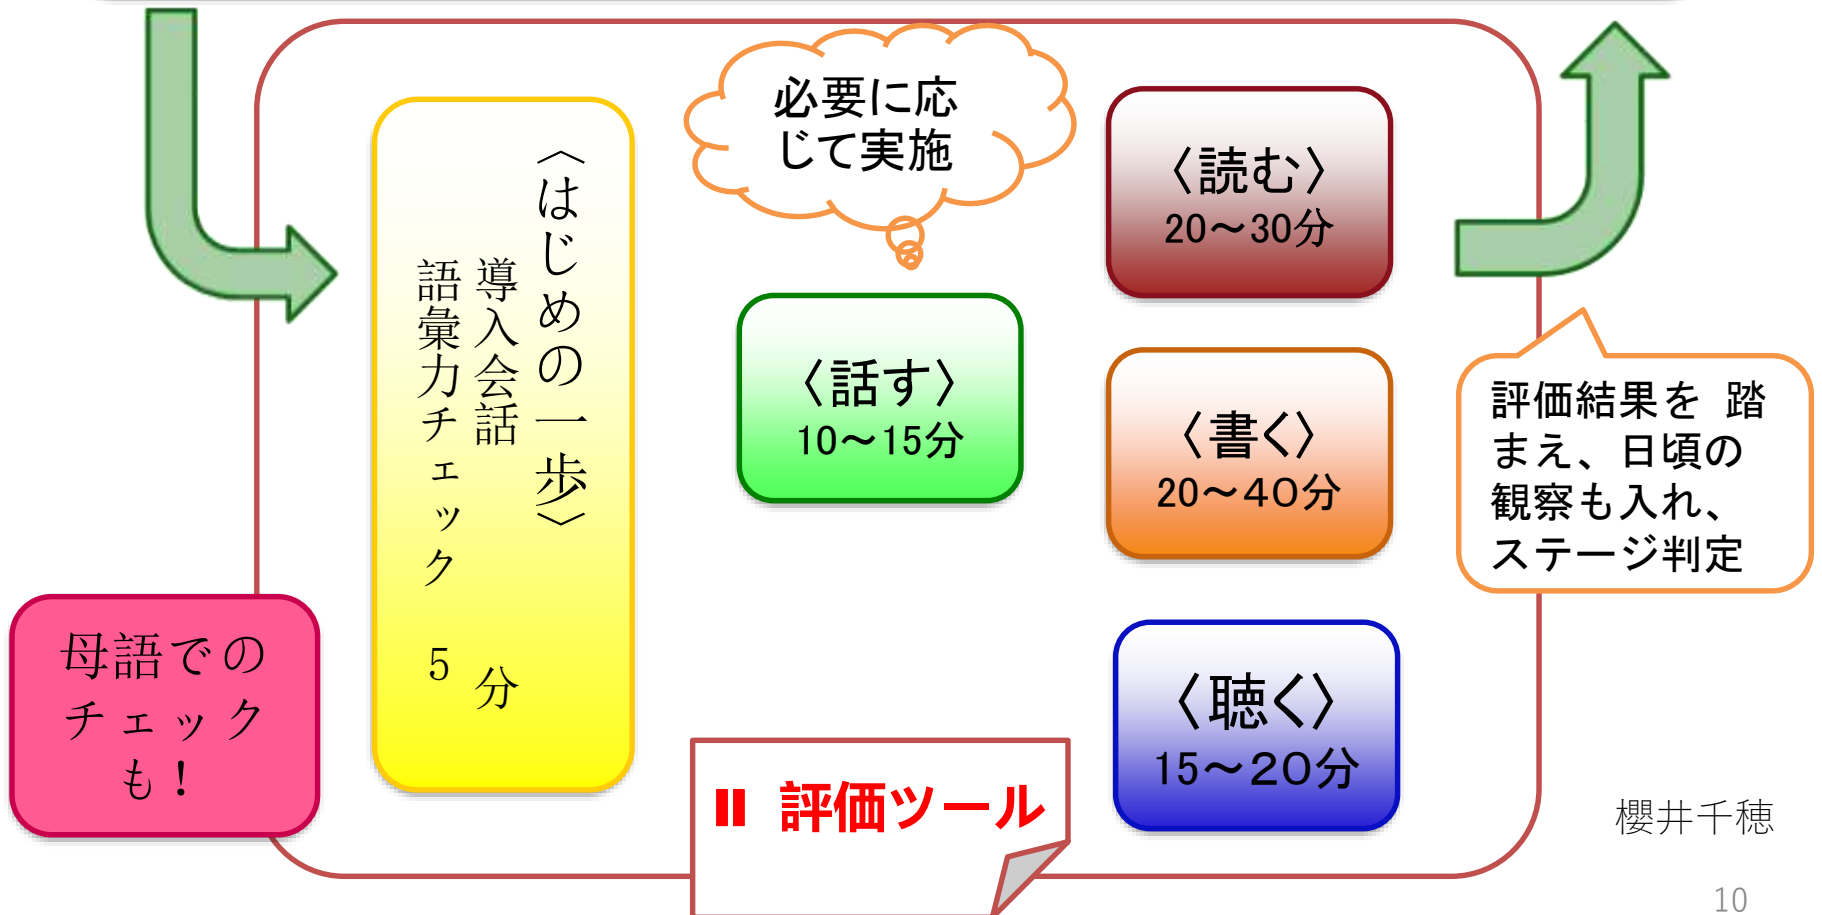 〈はじめの一歩〉
導入会話
語彙力チェック 5分
母語での
チェック
も！
必要に応
じて実施
〈話す〉
10～15分
〈読む〉
20～30分
〈書く〉
20～40分
〈聴く〉
15～20分
評価結果を 踏
まえ、日頃の
観察も入れ、
ステージ判定
Ⅱ 評価ツール
櫻井千穂
10